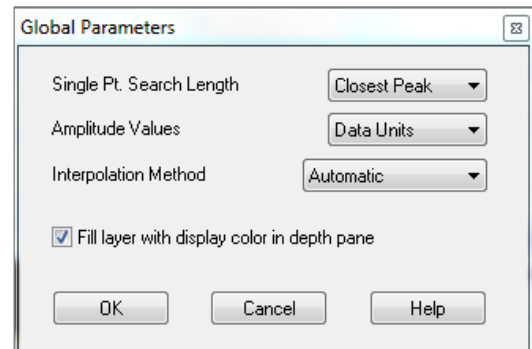 Global Parameters
Single Pt. Search Length Closest Peak
Amplitude Values Data Units
Interpolation Method Automatic
Fill layer with display color in depth pane
OK Cancel Help